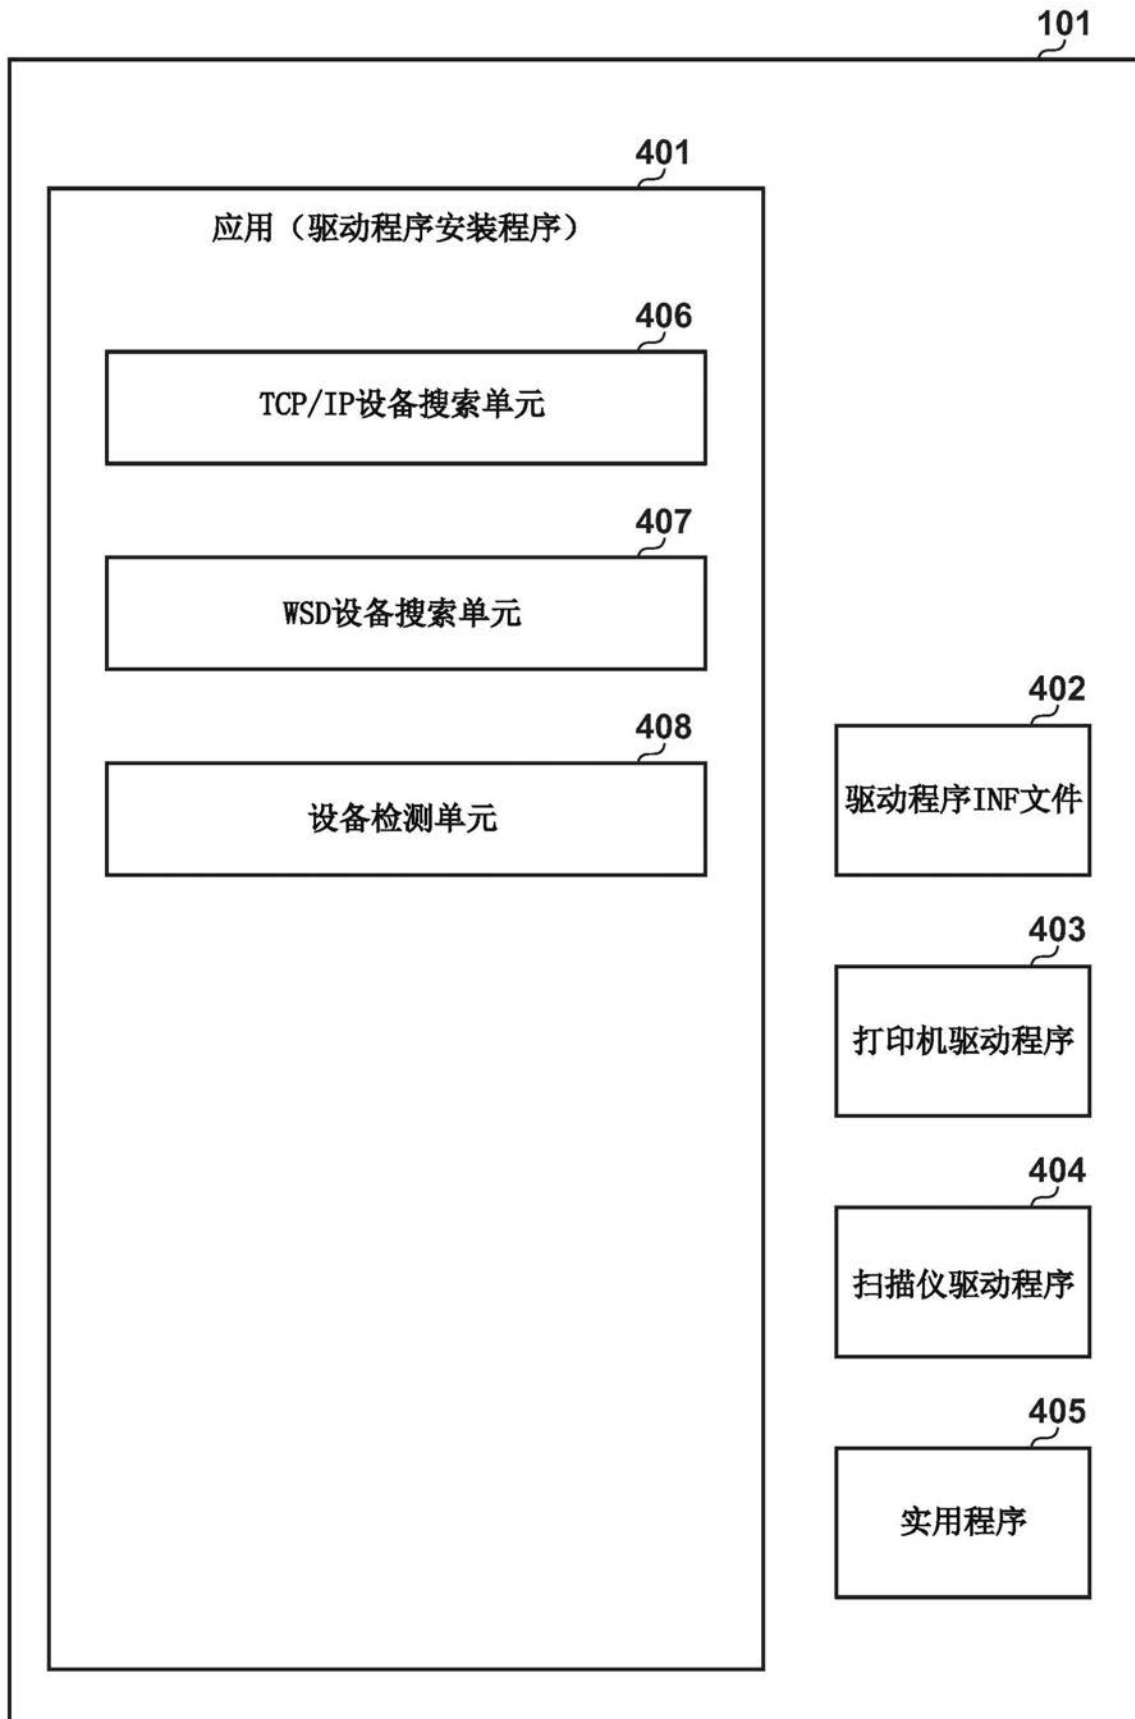 101
401
应用（驱动程序安装程序）
406
TCP/IP设备搜索单元
407
WSD设备搜索单元
408
设备检测单元
402
驱动程序INF文件
403
打印机驱动程序
404
扫描仪驱动程序
405
实用程序